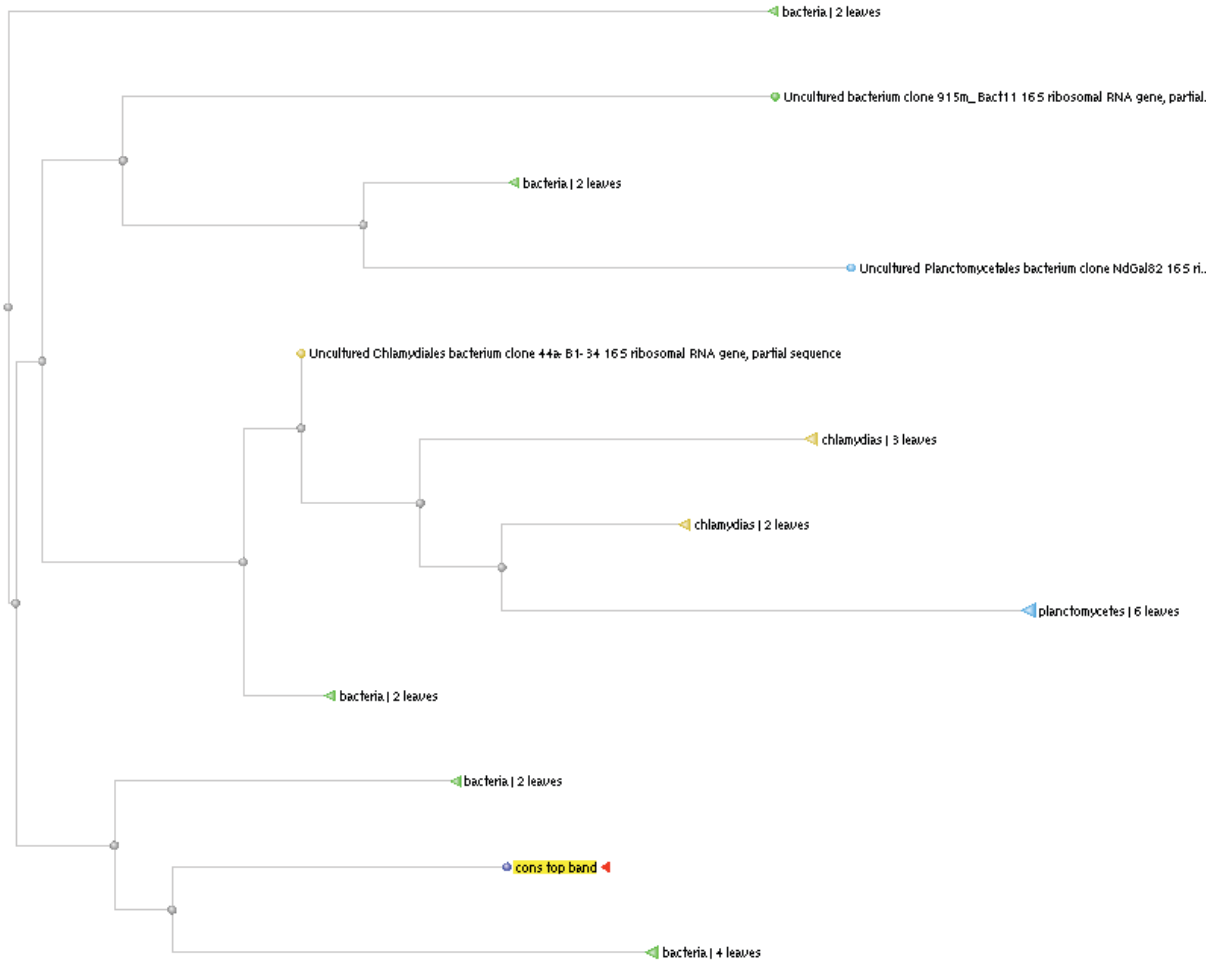 bacteria | 2 leaves
Uncultured bacterium clone 915m_Bact11 16S ribosomal RNA gene, partial...
bacteria | 2 leaves
Uncultured Planctomycetales bacterium clone NdGal82 16S ri...
Uncultured Chlamydiales bacterium clone 44a-B1-34 16S ribosomal RNA gene, partial sequence
chlamydias | 3 leaves
chlamydias | 2 leaves
planctomycetes | 6 leaves
bacteria | 2 leaves
bacteria | 2 leaves
cons top band
bacteria | 4 leaves